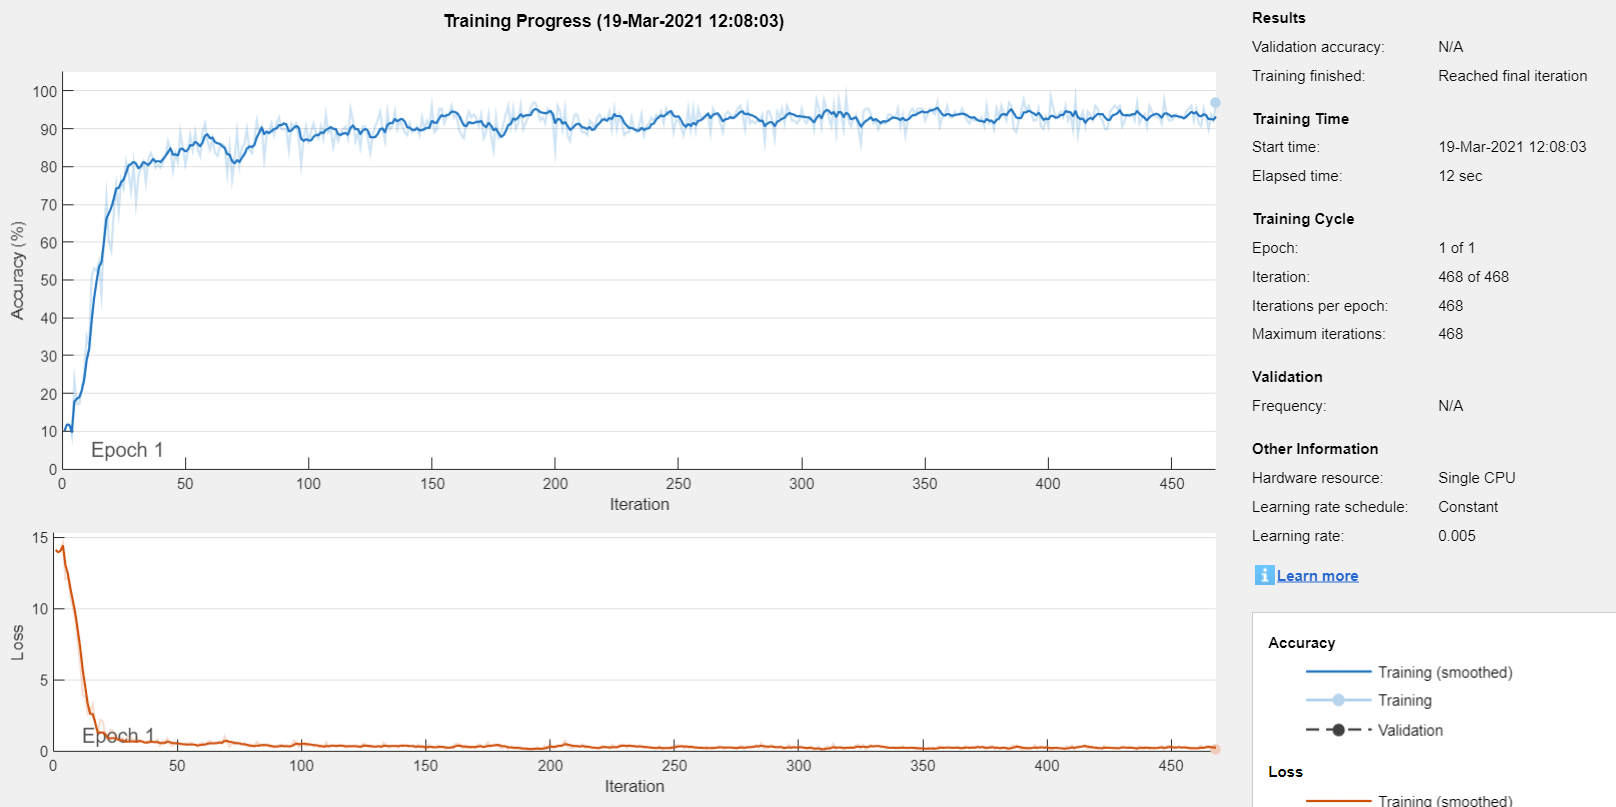 Training Progress (19-Mar-2021 12:08:03)
100
90
80
70
60
50
40
30
20
10
0
Accuracy (%)
Epoch 1
0 50 100 150 200 250 300 350 400 450
Iteration
15
10
5
0
Loss
Epoch 1
0 50 100 150 200 250 300 350 400 450
Iteration
Results
Validation accuracy: N/A
Training finished: Reached final iteration
Training Time
Start time: 19-Mar-2021 12:08:03
Elapsed time: 12 sec
Training Cycle
Epoch: 1 of 1
Iteration: 468 of 468
Iterations per epoch: 468
Maximum iterations: 468
Validation
Frequency: N/A
Other Information
Hardware resource: Single CPU
Learning rate schedule: Constant
Learning rate: 0.005
i Learn more
Accuracy
Training (smoothed)
Training
Validation
Loss
Training (smoothed)